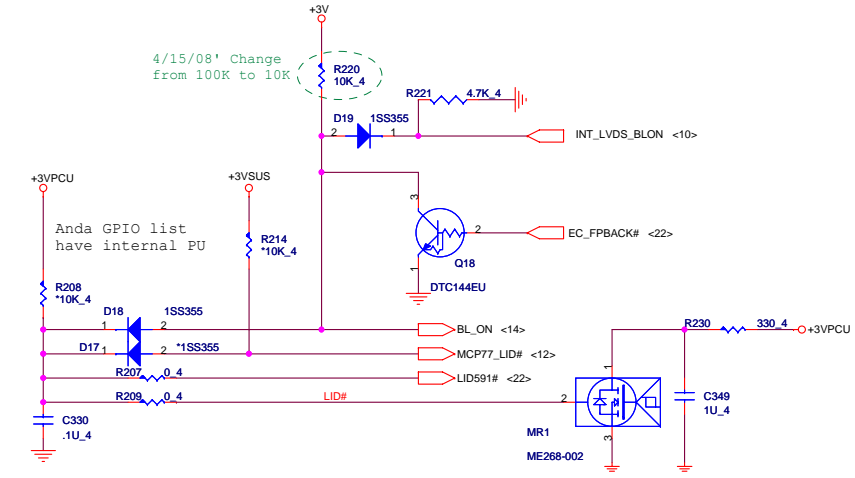 +3V
4/15/08' Change
from 100K to 10K
R220
10K_4
R221 4.7K_4
D19 1SS355
2 1
INT_LVDS_BLON <10>
+3VPCU
+3VSUS
3
Anda GPIO list
have internal PU
R214
*10K_4
2
EC_FPBACK# <22>
1
Q18
DTC144EU
R208
*10K_4
D18 1SS355
1 2
BL_ON <14>
R230 330_4
+3VPCU
D17 1 2 *1SS355
MCP77_LID# <12>
R207 0_4
LID591# <22>
1
R209 0_4
LID#
2
C330
.1U_4
C349
1U_4
3
MR1
ME268-002